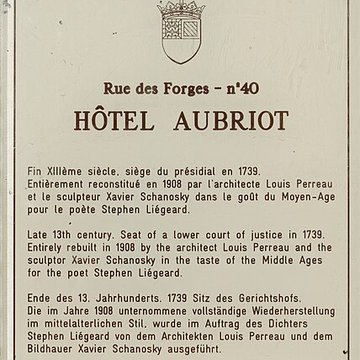 Rue des Forges - n°40
HÔTEL AUBRIOT
Fin XIIIème siècle, siège du présidial en 1739.
Entièrement reconstitué en 1908 par l'architecte Louis Perreau
et le sculpteur Xavier Schanosky dans le goût du Moyen-Age
pour le poète Stephen Liégeard.
Late 13th century. Seat of a lower court of justice in 1739.
Entirely rebuilt in 1908 by the architect Louis Perreau and the
sculptor Xavier Schanosky in the taste of the Middle Ages
for the poet Stephen Liégeard.
Ende des 13. Jahrhunderts. 1739 Sitz des Gerichtshofs.
Die im Jahre 1908 unternommene vollständige Wiederherstellung
im mittelalterlichen Stil, wurde im Auftrag des Dichters
Stephen Liégeard von dem Architekten Louis Perreau und dem
Bildhauer Xavier Schanosky ausgeführt.